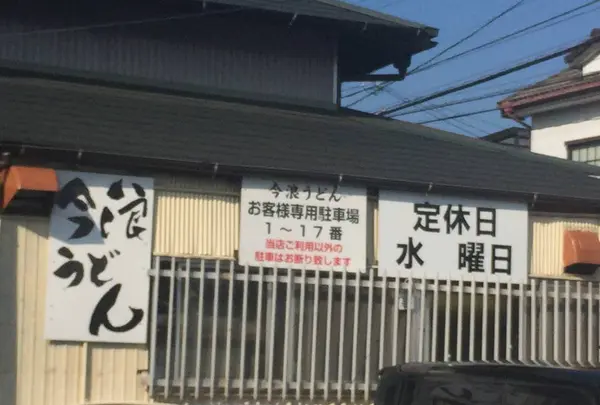 今浪
うどん
今浪うどん
お客様専用駐車場
1～17番
当店ご利用以外の
駐車はお断り致します
定休日
水曜日